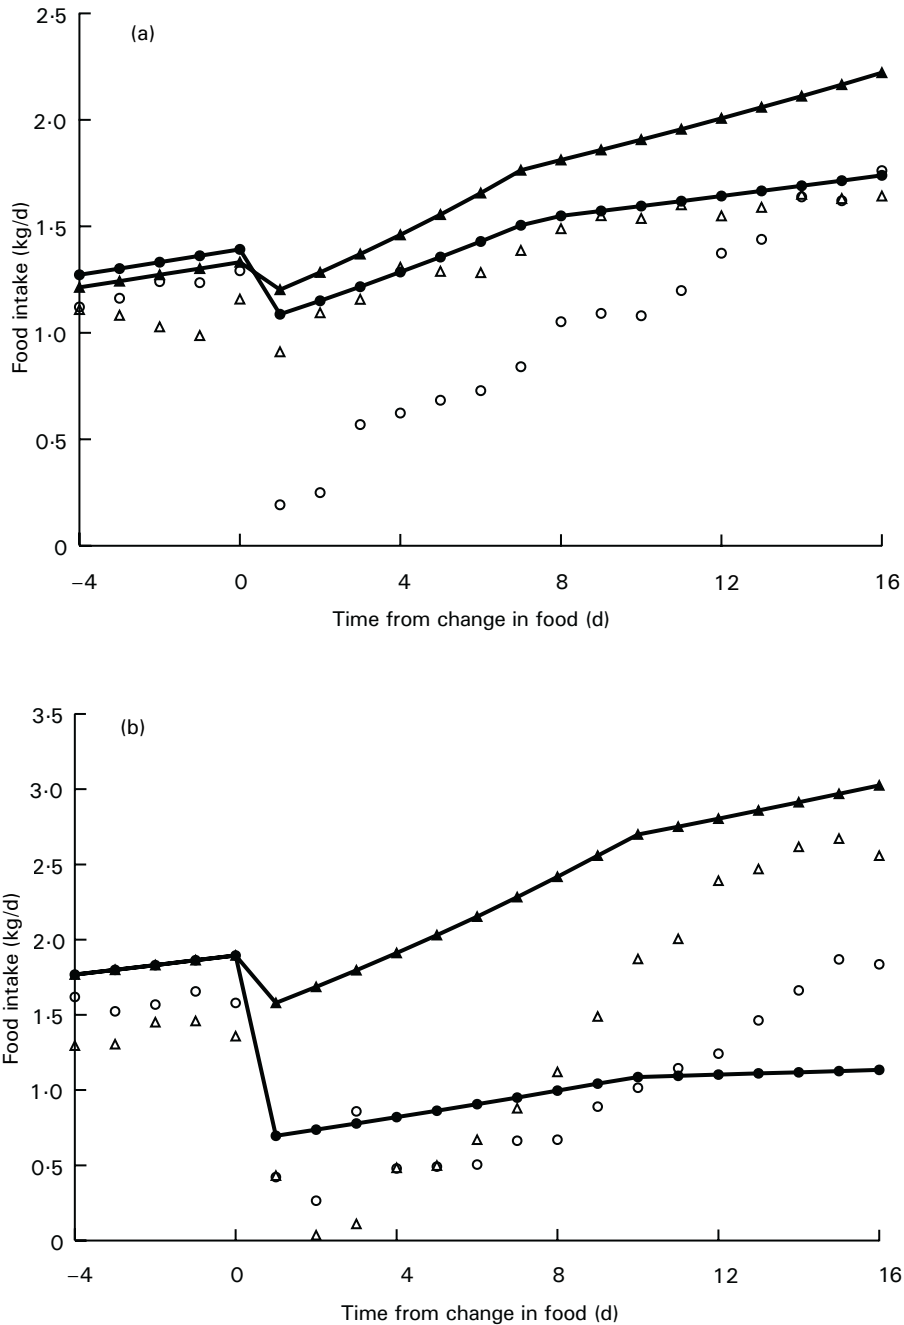 (a)
2·5
2·0
1·5
1·0
0·5
0
Food intake (kg/d)
−4 0 4 8 12 16
Time from change in food (d)
(b)
3·5
3·0
2·5
2·0
1·5
1·0
0·5
0
Food intake (kg/d)
−4 0 4 8 12 16
Time from change in food (d)